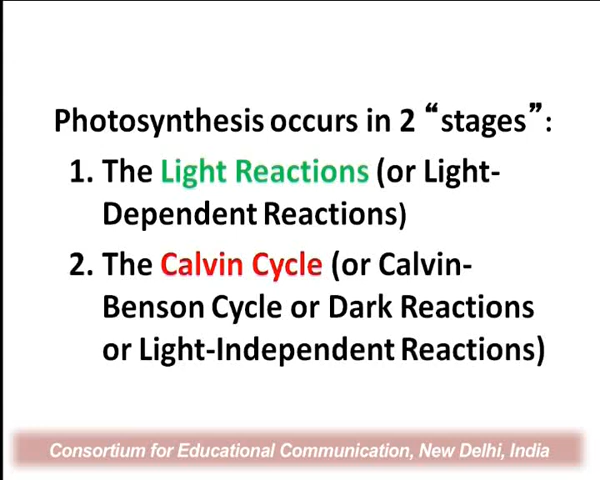 Photosynthesis occurs in 2 “stages”:
1. The Light Reactions (or Light-
Dependent Reactions)
2. The Calvin Cycle (or Calvin-
Benson Cycle or Dark Reactions
or Light-Independent Reactions)
Consortium for Educational Communication, New Delhi, India